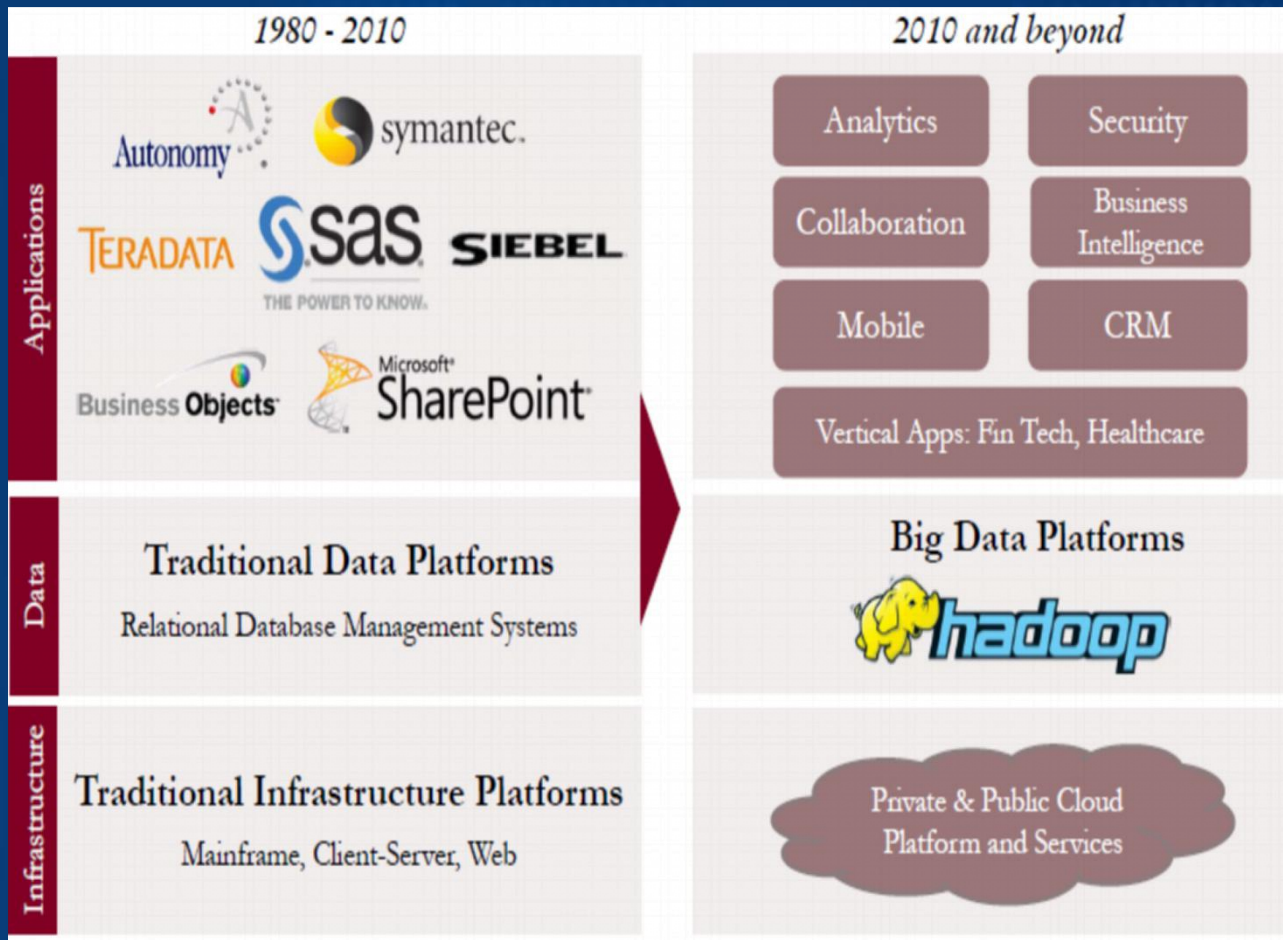 1980 - 2010
2010 and beyond
Applications
Autonomy
symantec.
TERADATA
sas
THE POWER TO KNOW®
SIEBEL
Business Objects
Microsoft®
SharePoint®
Analytics
Security
Collaboration
Business
Intelligence
Mobile
CRM
Vertical Apps: Fin Tech, Healthcare
Data
Traditional Data Platforms
Relational Database Management Systems
Big Data Platforms
hadoop
Infrastructure
Traditional Infrastructure Platforms
Mainframe, Client-Server, Web
Private & Public Cloud
Platform and Services